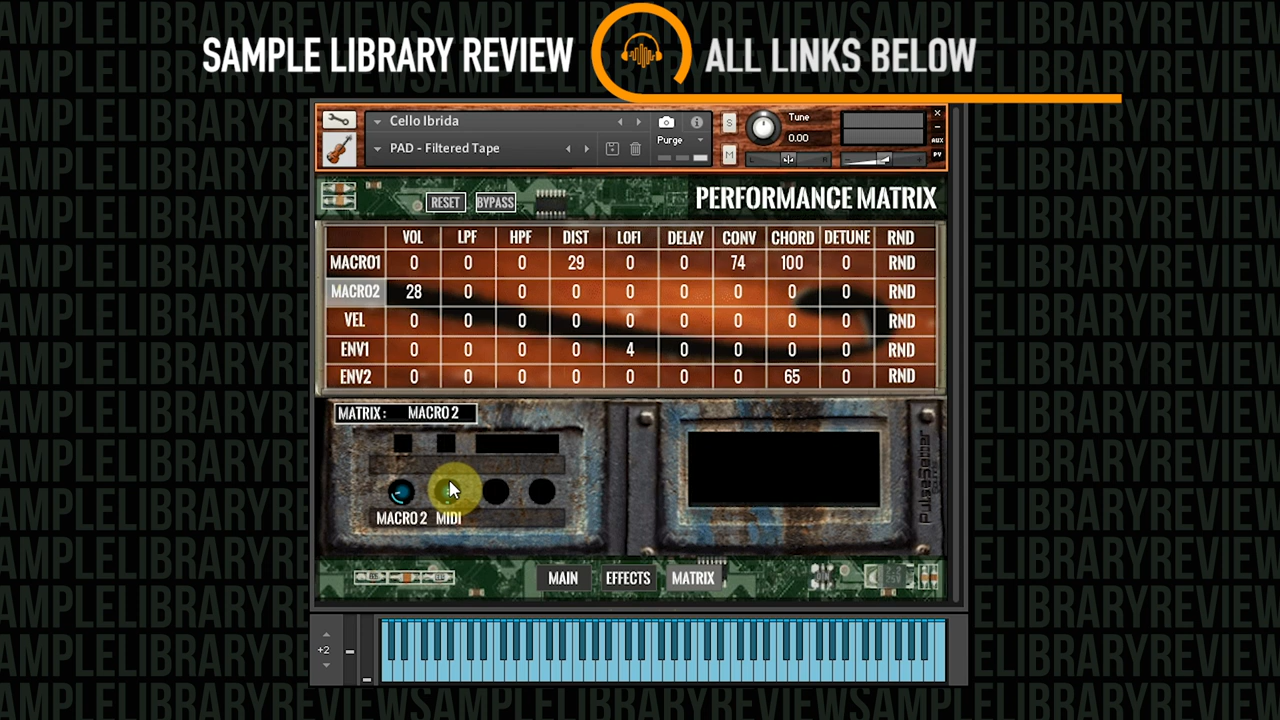 SAMPLE LIBRARY REVIEW
ALL LINKS BELOW
Cello Ibrida
PAD - Filtered Tape
Purge
S
M
Tune
0.00
L R
AUX
PV
RESET
BYPASS
PERFORMANCE MATRIX
VOL LPF HPF DIST LOFI DELAY CONV CHORD DETUNE RND
MACRO1 0 0 0 29 0 0 74 100 0 RND
MACRO2 28 0 0 0 0 0 0 0 0 RND
VEL 0 0 0 0 0 0 0 0 0 RND
ENV1 0 0 0 0 4 0 0 0 0 RND
ENV2 0 0 0 0 0 0 0 65 0 RND
MATRIX: MACRO 2
MACRO 2 MIDI
PulseSetter
MAIN EFFECTS MATRIX
+2